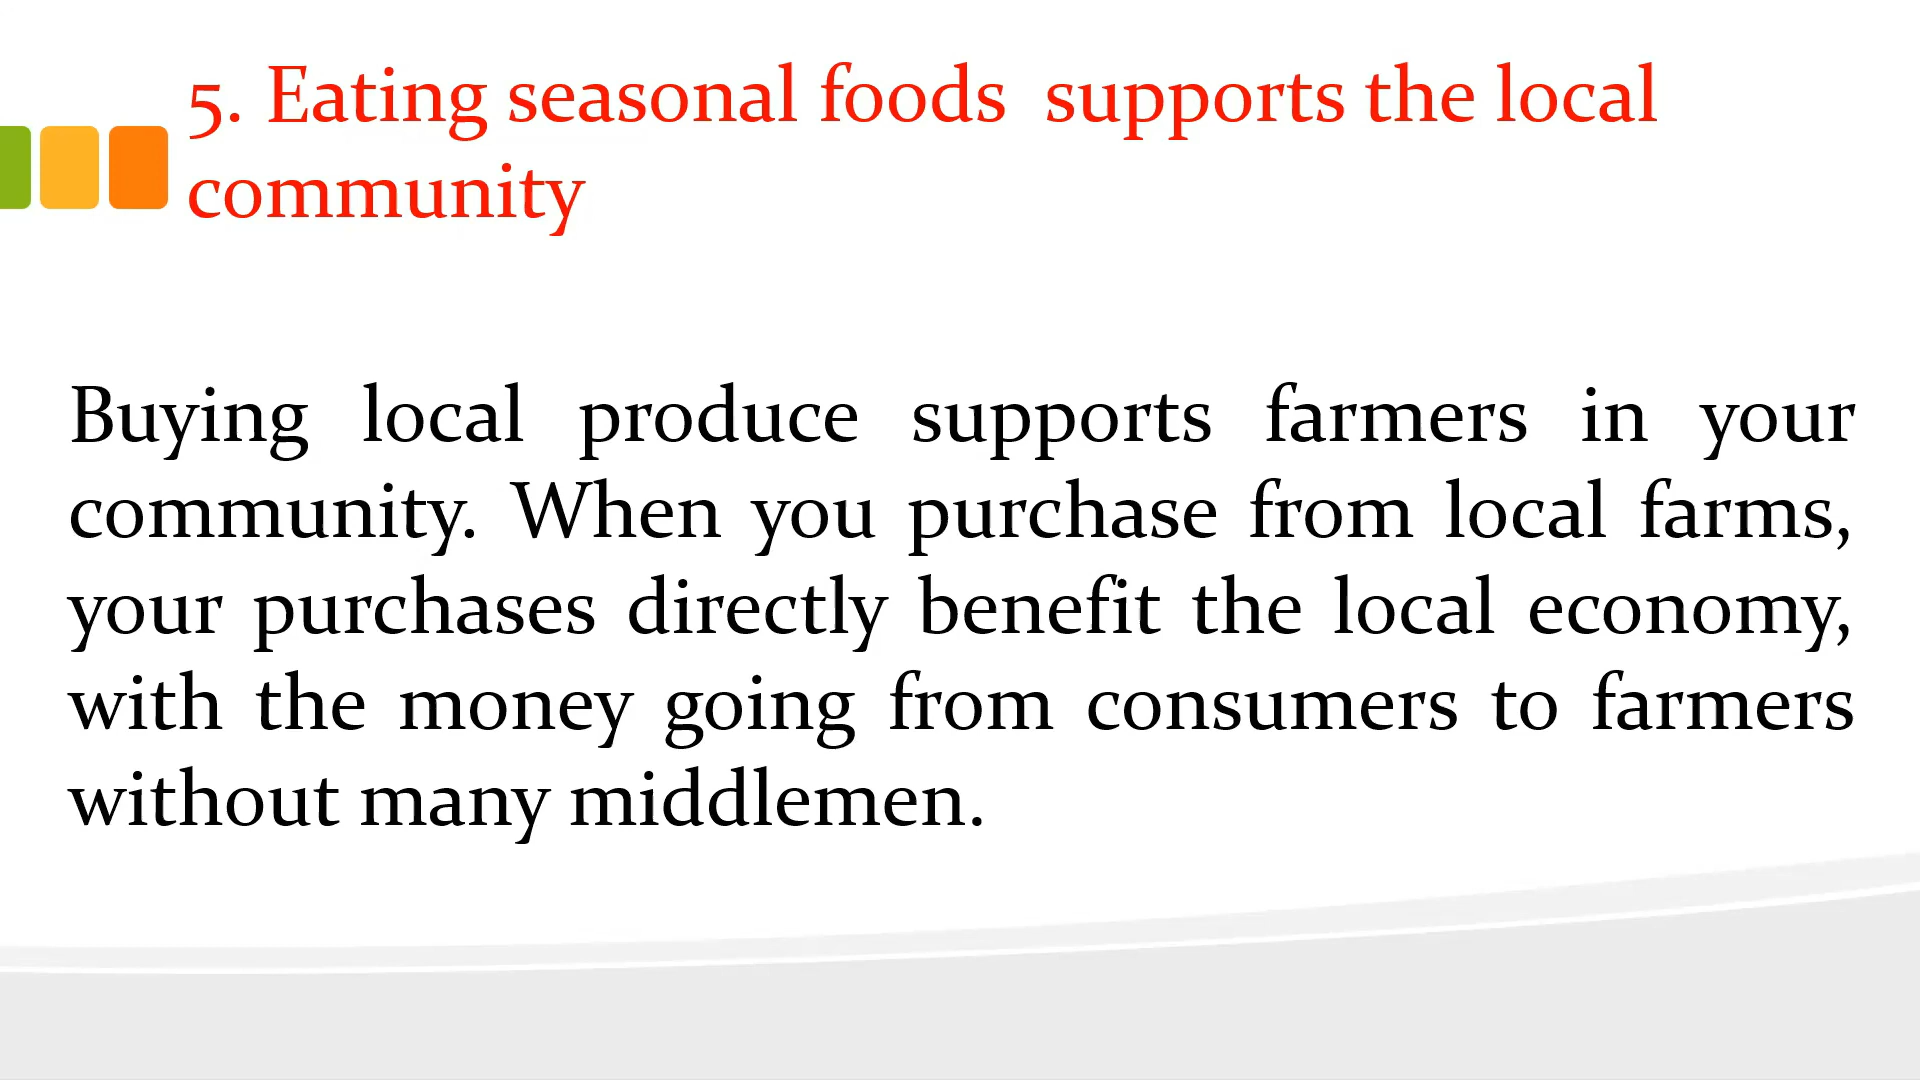 5. Eating seasonal foods  supports the local
community
Buying local produce supports farmers in your
community. When you purchase from local farms,
your purchases directly benefit the local economy,
with the money going from consumers to farmers
without many middlemen.